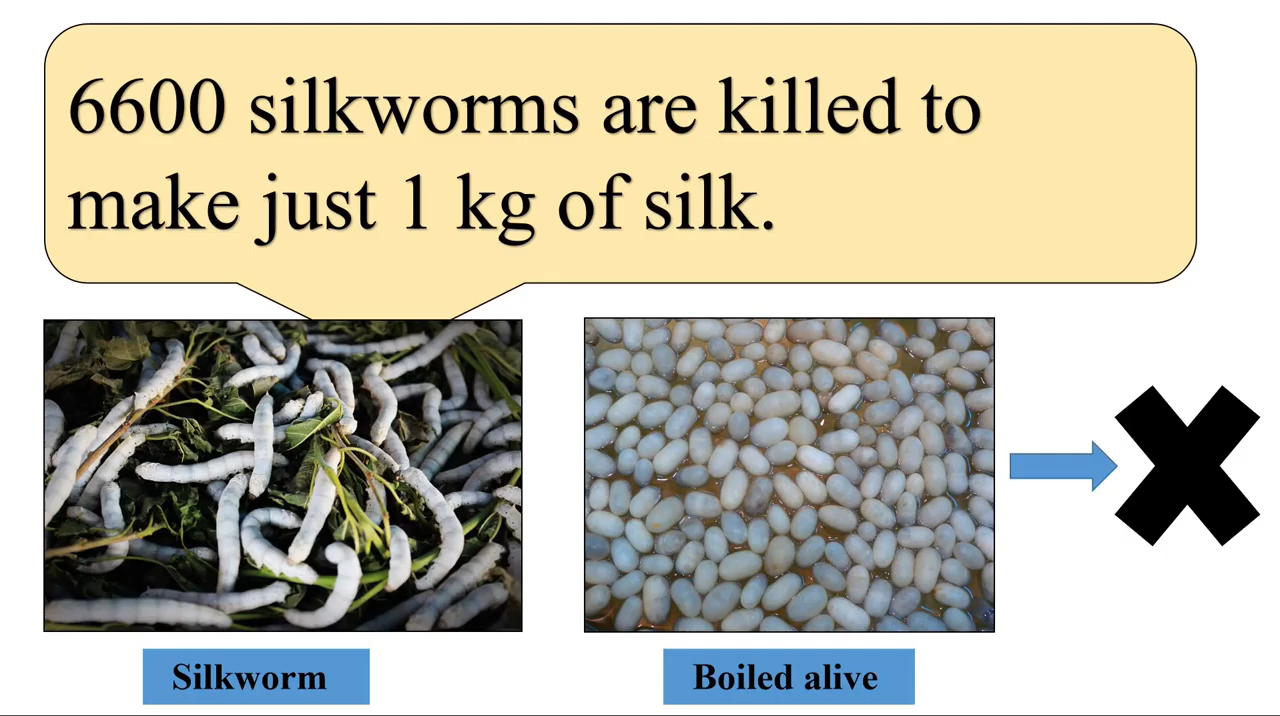 6600 silkworms are killed to
make just 1 kg of silk.
Silkworm
Boiled alive